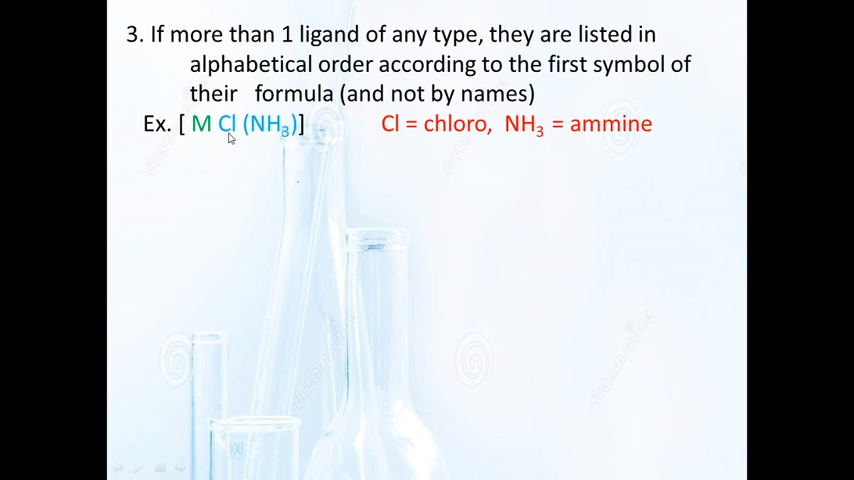 3. If more than 1 ligand of any type, they are listed in
alphabetical order according to the first symbol of
their formula (and not by names)
Ex. [ M Cl (NH₃)] Cl = chloro, NH₃ = ammine
100